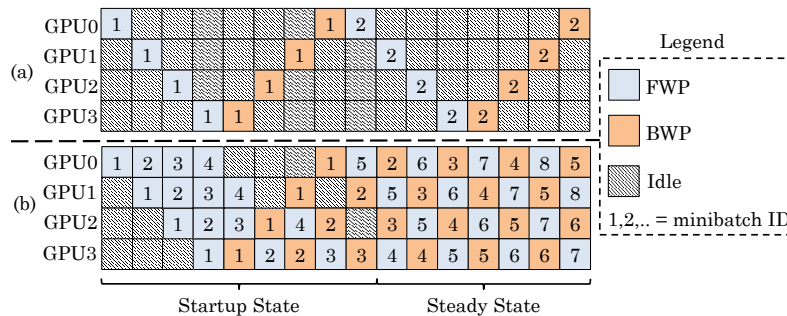 GPU0 1 1 2 2
GPU1 1 1 2 2
(a)
GPU2 1 1 2 2
GPU3 1 1 2 2
Legend
FWP
BWP
Idle
1,2,.. = minibatch ID
GPU0 1 2 3 4 1 5 2 6 3 7 4 8 5
GPU1 1 2 3 4 1 2 5 3 6 4 7 5 8
(b)
GPU2 1 2 3 1 4 2 3 5 4 6 5 7 6
GPU3 1 1 2 2 3 3 4 4 5 5 6 6 7
Startup State
Steady State